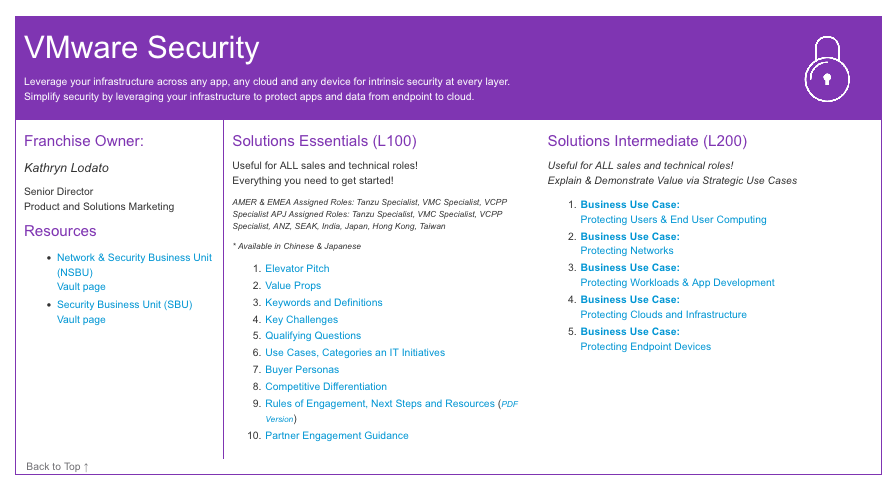 VMware Security
Leverage your infrastructure across any app, any cloud and any device for intrinsic security at every layer.
Simplify security by leveraging your infrastructure to protect apps and data from endpoint to cloud.
Franchise Owner:
Kathryn Lodato
Senior Director
Product and Solutions Marketing
Resources
• Network & Security Business Unit
(NSBU)
Vault page
• Security Business Unit (SBU)
Vault page
Solutions Essentials (L100)
Useful for ALL sales and technical roles!
Everything you need to get started!
AMER & EMEA Assigned Roles: Tanzu Specialist, VMC Specialist, VCPP
Specialist APJ Assigned Roles: Tanzu Specialist, VMC Specialist, VCPP
Specialist, ANZ, SEAK, India, Japan, Hong Kong, Taiwan
* Available in Chinese & Japanese
1. Elevator Pitch
2. Value Props
3. Keywords and Definitions
4. Key Challenges
5. Qualifying Questions
6. Use Cases, Categories an IT Initiatives
7. Buyer Personas
8. Competitive Differentiation
9. Rules of Engagement, Next Steps and Resources (PDF
Version)
10. Partner Engagement Guidance
Solutions Intermediate (L200)
Useful for ALL sales and technical roles!
Explain & Demonstrate Value via Strategic Use Cases
1. Business Use Case:
Protecting Users & End User Computing
2. Business Use Case:
Protecting Networks
3. Business Use Case:
Protecting Workloads & App Development
4. Business Use Case:
Protecting Clouds and Infrastructure
5. Business Use Case:
Protecting Endpoint Devices
Back to Top ↑